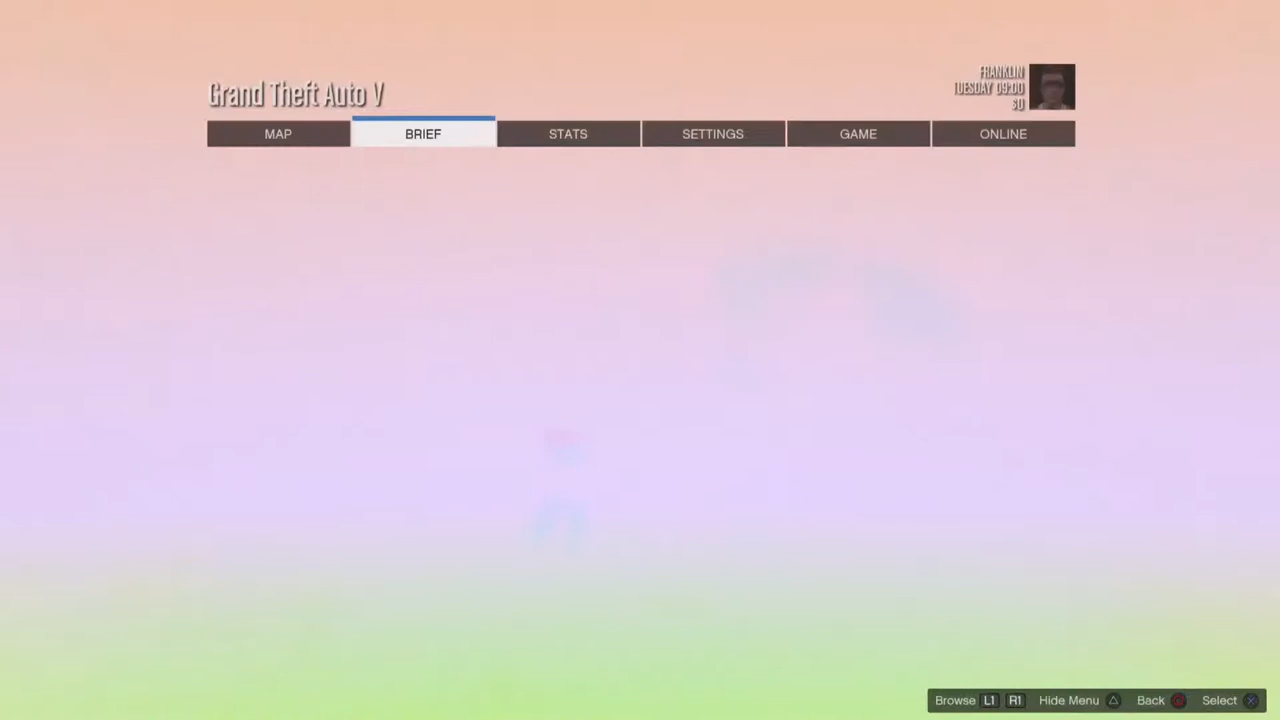 Grand Theft Auto V
FRANKLIN
TUESDAY 09:00
$0
MAP
BRIEF
STATS
SETTINGS
GAME
ONLINE
Browse L1 R1 Hide Menu Back Select